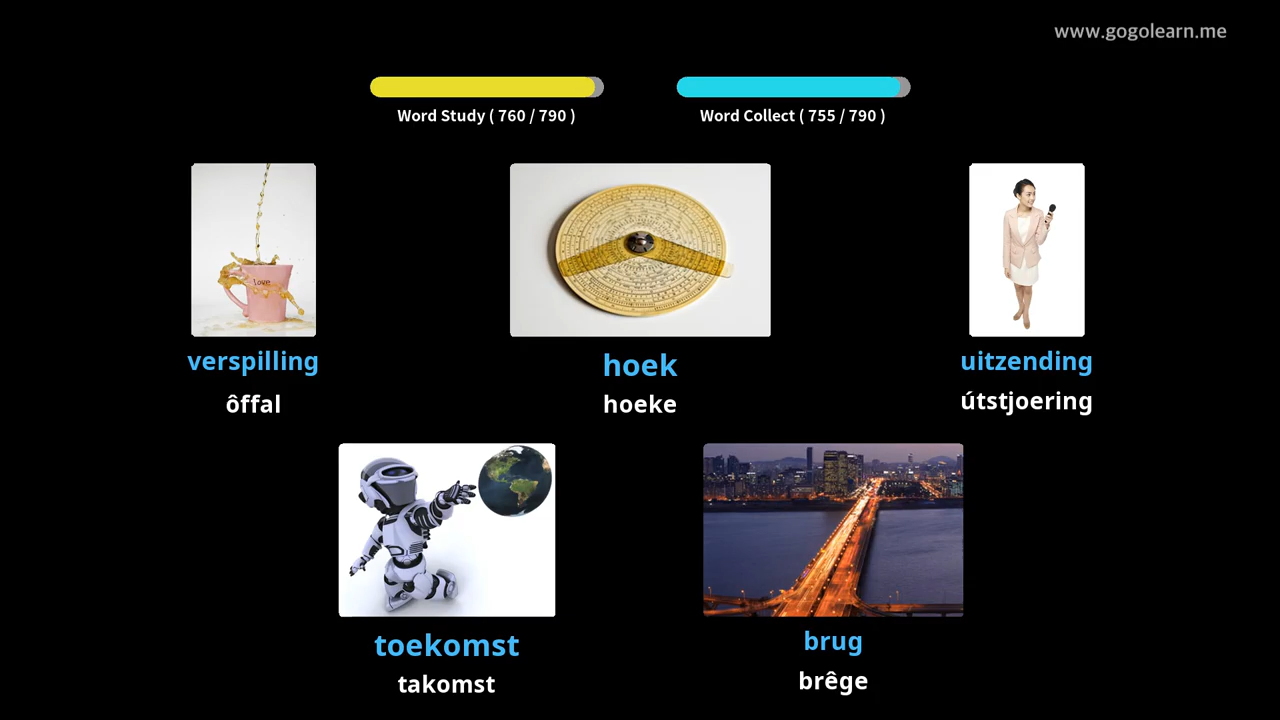 www.gogolearn.me
Word Study ( 760 / 790 )
Word Collect ( 755 / 790 )
love
verspilling
ôffal
hoek
hoeke
uitzending
útstjoering
toekomst
takomst
brug
brêge